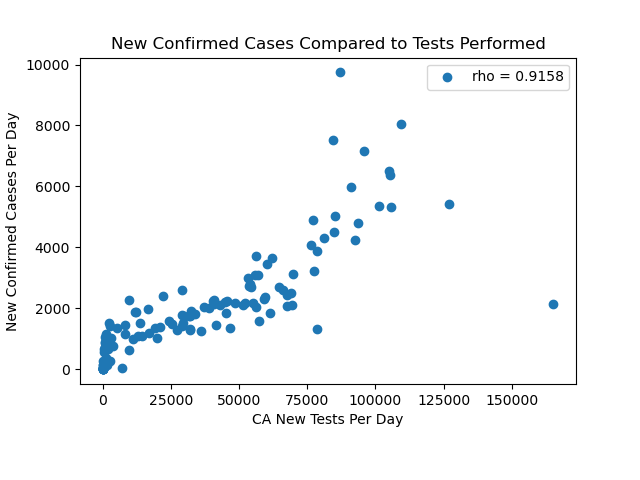 New Confirmed Cases Compared to Tests Performed
rho = 0.9158
New Confirmed Caeses Per Day
10000
8000
6000
4000
2000
0
0 25000 50000 75000 100000 125000 150000
CA New Tests Per Day